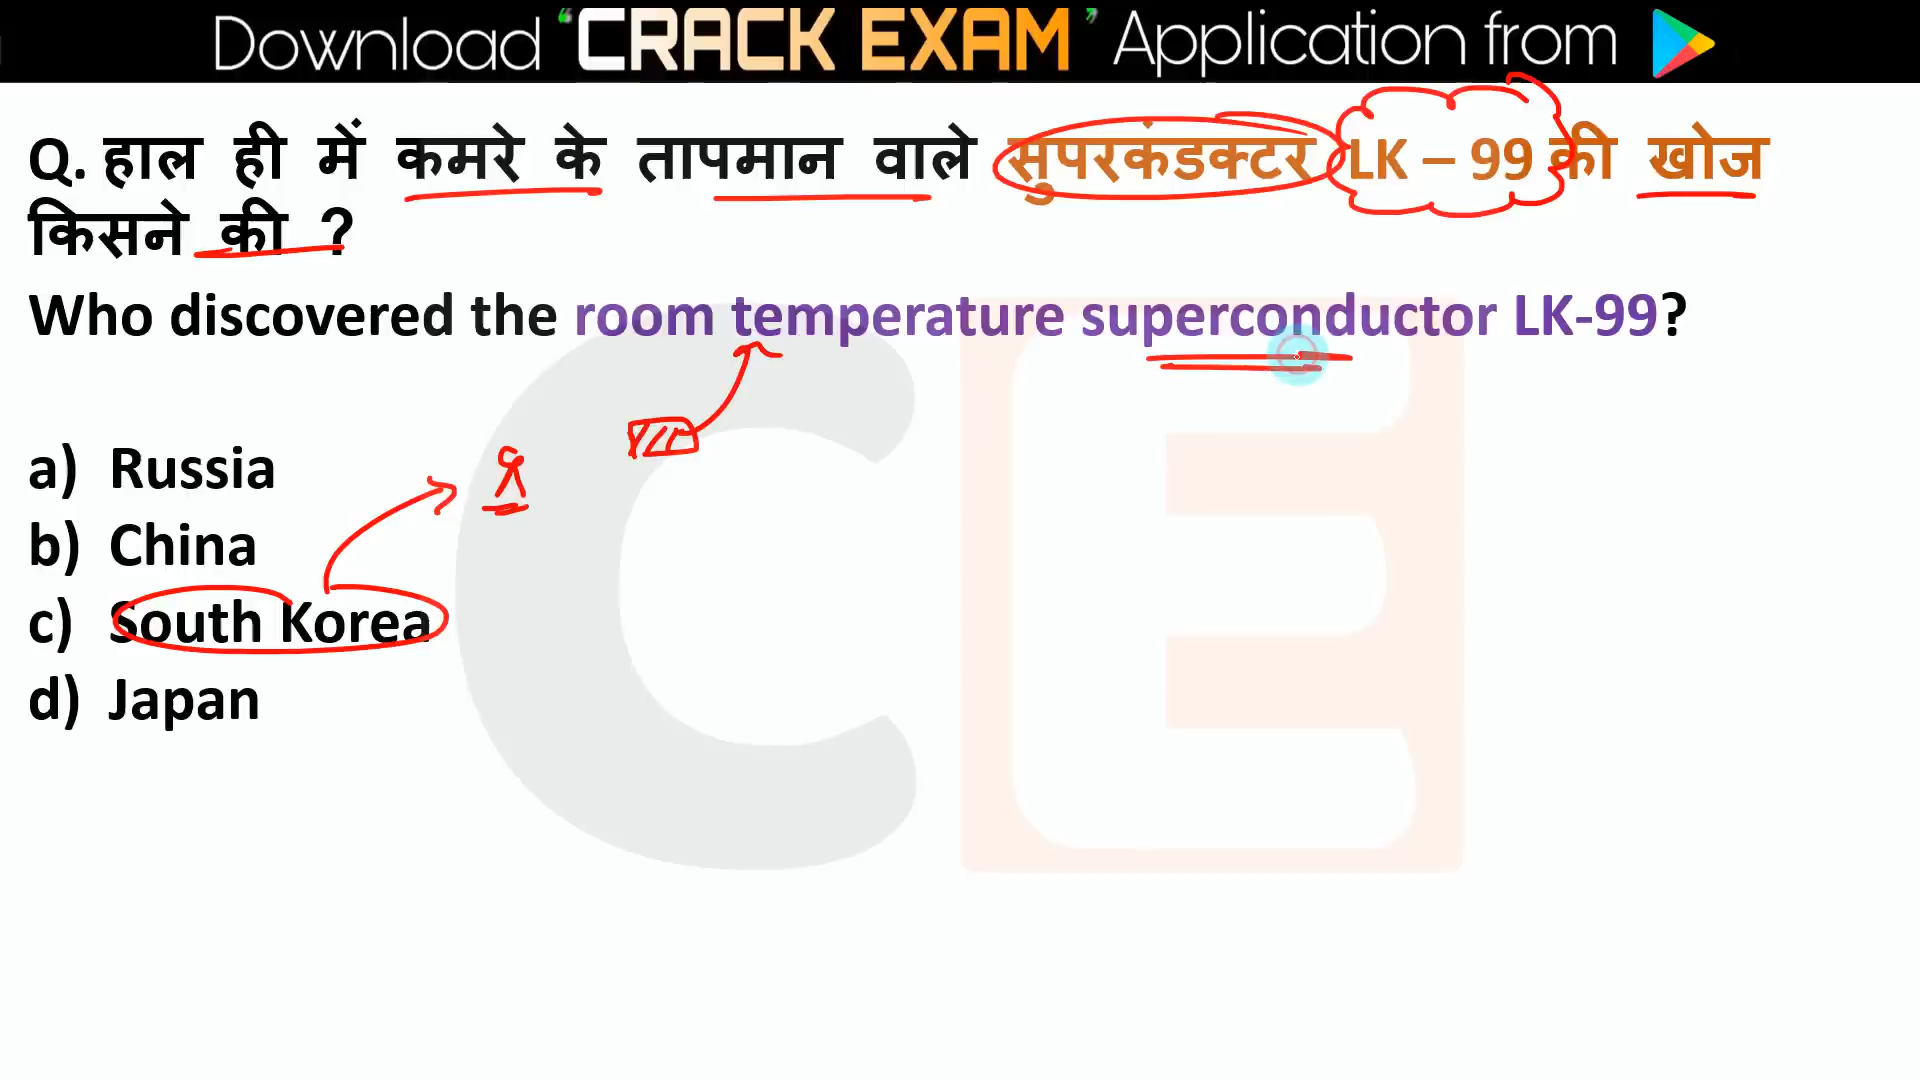 Download ‘CRACK EXAM’ Application from
Q. हाल ही में कमरे के तापमान वाले सुपरकंडक्टर LK – 99 की खोज
किसने की ?
Who discovered the room temperature superconductor LK-99?
a) Russia
b) China
c) South Korea
d) Japan
CE